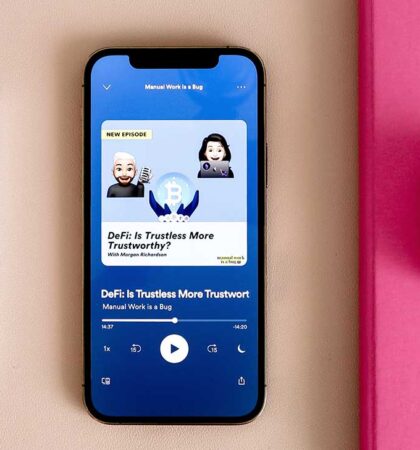 Manual Work is a Bug
NEW EPISODE
DeFi: Is Trustless More
Trustworthy?
With Morgan Richardson
manual work
is a bug
DeFi: Is Trustless More Trustwort
Manual Work is a Bug
14:37
-14:20
1x
15
15